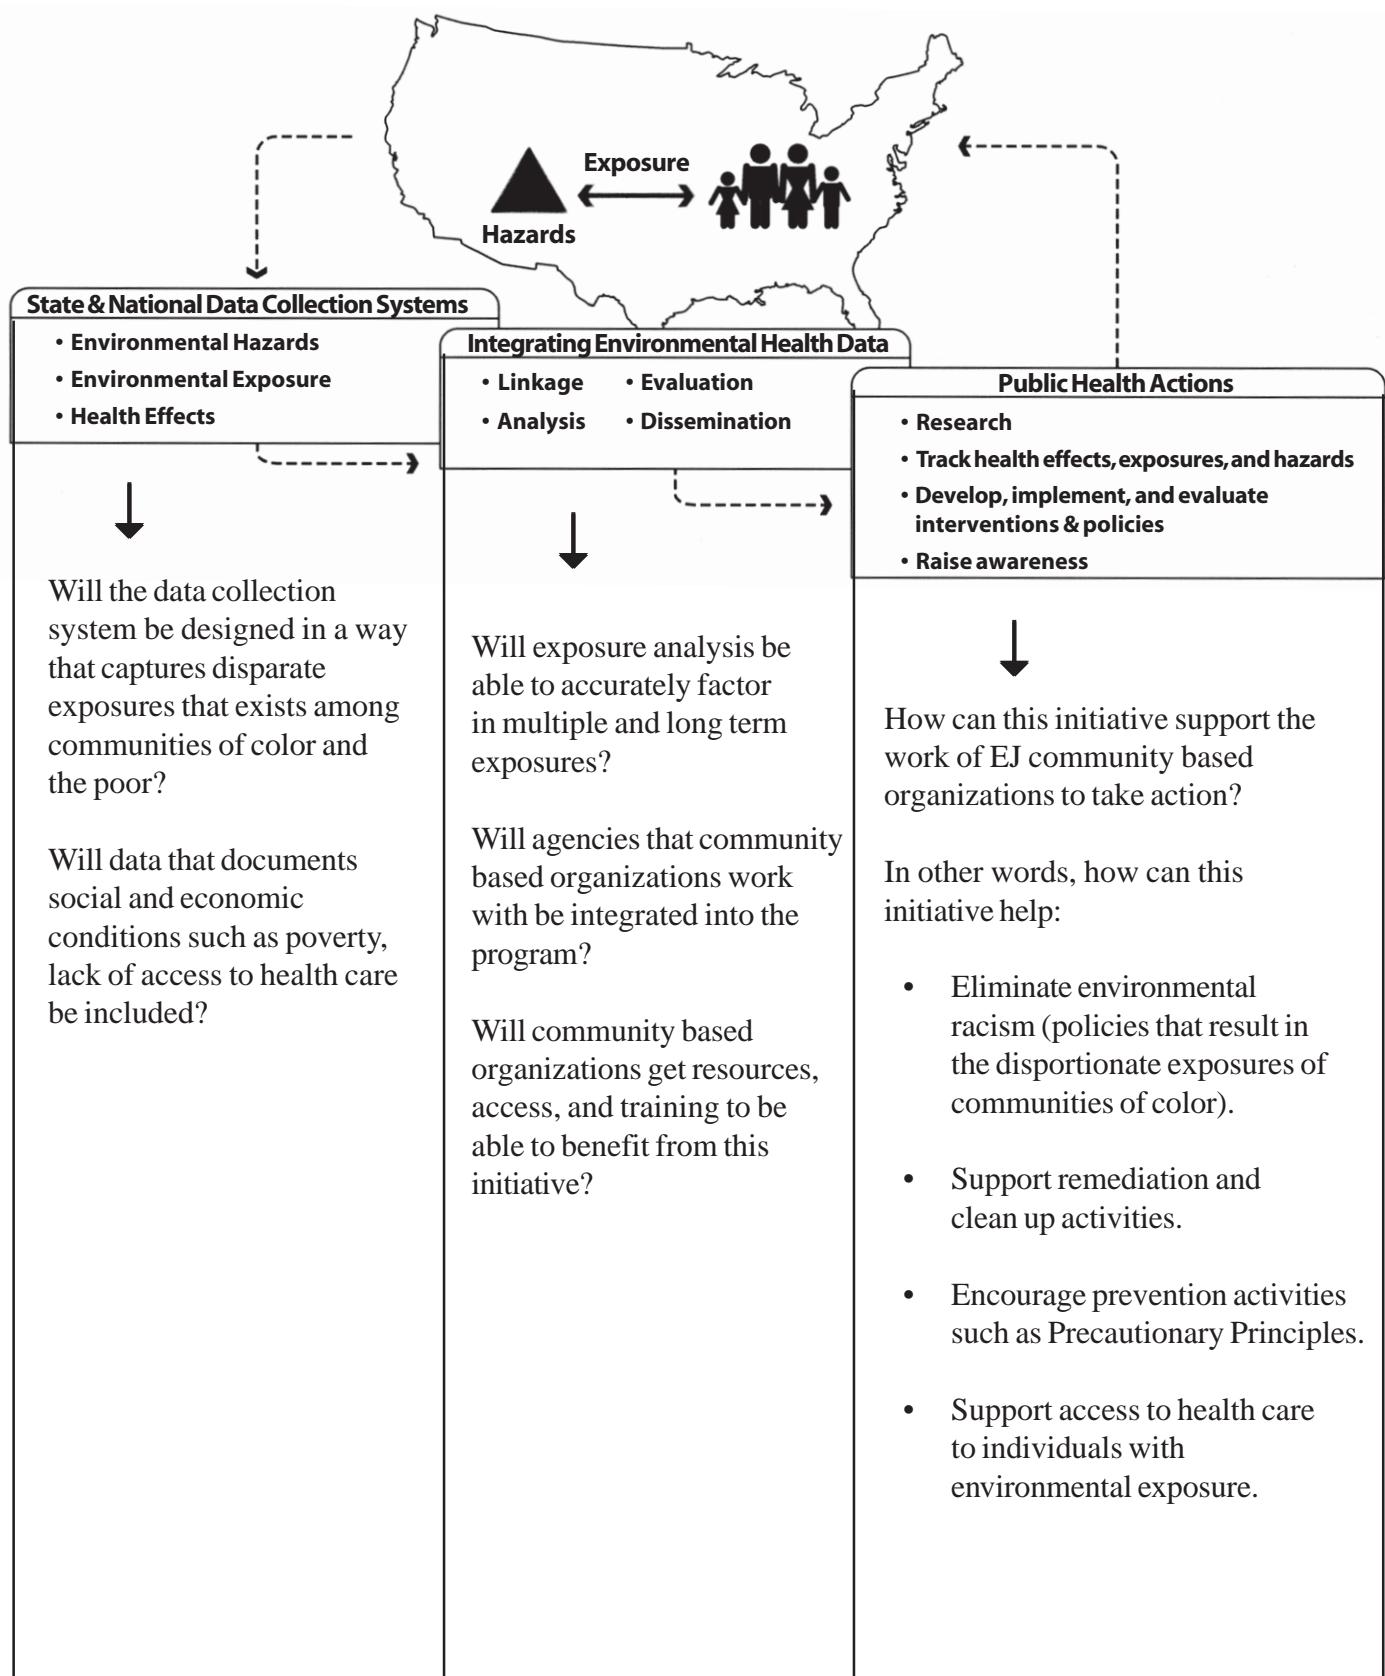 Exposure
Hazards
State & National Data Collection Systems
• Environmental Hazards
• Environmental Exposure
• Health Effects
Integrating Environmental Health Data
• Linkage • Evaluation
• Analysis • Dissemination
Public Health Actions
• Research
• Track health effects, exposures, and hazards
• Develop, implement, and evaluate
interventions & policies
• Raise awareness
Will the data collection
system be designed in a way
that captures disparate
exposures that exists among
communities of color and
the poor?
Will data that documents
social and economic
conditions such as poverty,
lack of access to health care
be included?
Will exposure analysis be
able to accurately factor
in multiple and long term
exposures?
Will agencies that community
based organizations work
with be integrated into the
program?
Will community based
organizations get resources,
access, and training to be
able to benefit from this
initiative?
How can this initiative support the
work of EJ community based
organizations to take action?
In other words, how can this
initiative help:
• Eliminate environmental
racism (policies that result in
the disportionate exposures of
communities of color).
• Support remediation and
clean up activities.
• Encourage prevention activities
such as Precautionary Principles.
• Support access to health care
to individuals with
environmental exposure.